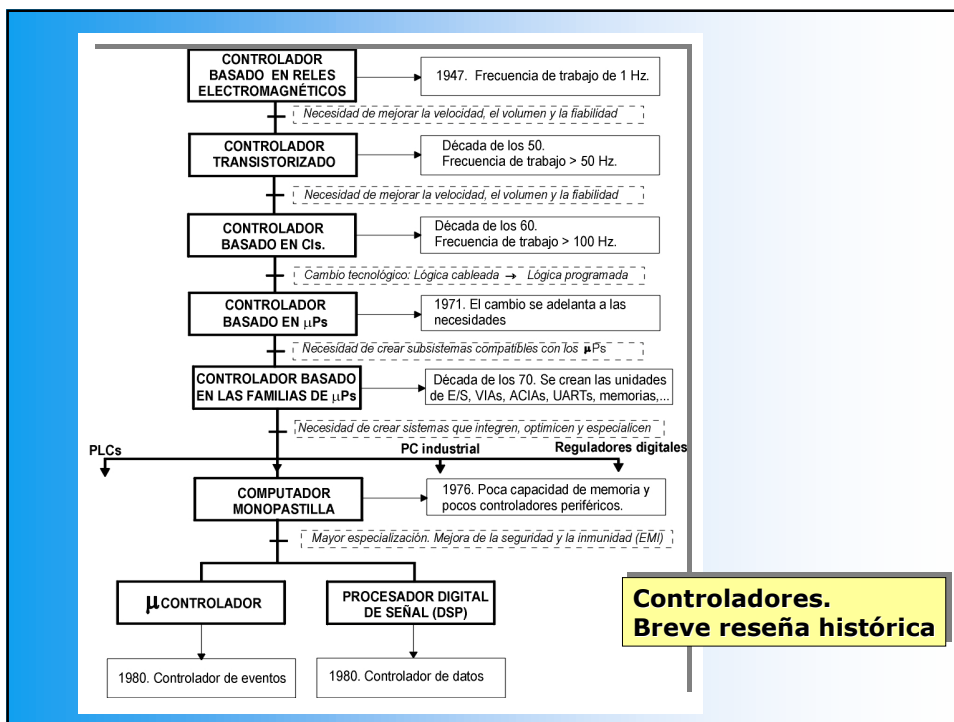 CONTROLADOR
BASADO EN RELES
ELECTROMAGNÉTICOS
1947. Frecuencia de trabajo de 1 Hz.
Necesidad de mejorar la velocidad, el volumen y la fiabilidad
CONTROLADOR
TRANSISTORIZADO
Década de los 50.
Frecuencia de trabajo > 50 Hz.
Necesidad de mejorar la velocidad, el volumen y la fiabilidad
CONTROLADOR
BASADO EN CIs.
Década de los 60.
Frecuencia de trabajo > 100 Hz.
Cambio tecnológico: Lógica cableada → Lógica programada
CONTROLADOR
BASADO EN µPs
1971. El cambio se adelanta a las
necesidades
Necesidad de crear subsistemas compatibles con los µPs
CONTROLADOR BASADO
EN LAS FAMILIAS DE µPs
Década de los 70. Se crean las unidades
de E/S, VIAs, ACIAs, UARTs, memorias,...
Necesidad de crear sistemas que integren, optimicen y especialicen
PLCs
PC industrial
Reguladores digitales
COMPUTADOR
MONOPASTILLA
1976. Poca capacidad de memoria y
pocos controladores periféricos.
Mayor especialización. Mejora de la seguridad y la inmunidad (EMI)
µCONTROLADOR
PROCESADOR DIGITAL
DE SEÑAL (DSP)
1980. Controlador de eventos
1980. Controlador de datos
Controladores.
Breve reseña histórica